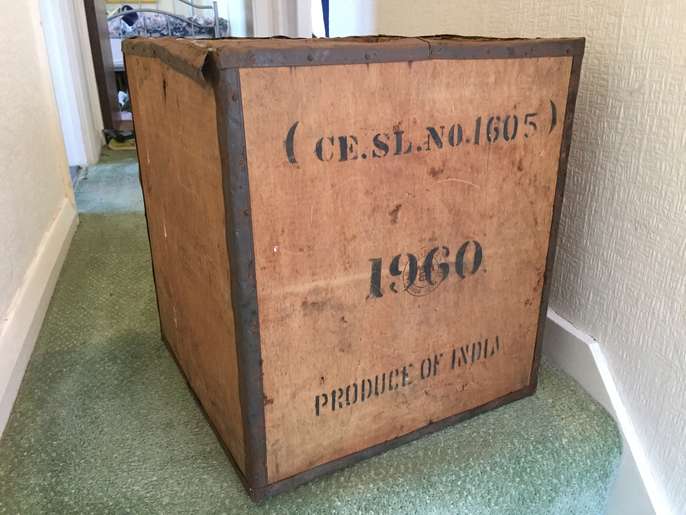 (CE.SL.NO.1605)
1960
PRODUCE OF INDIA